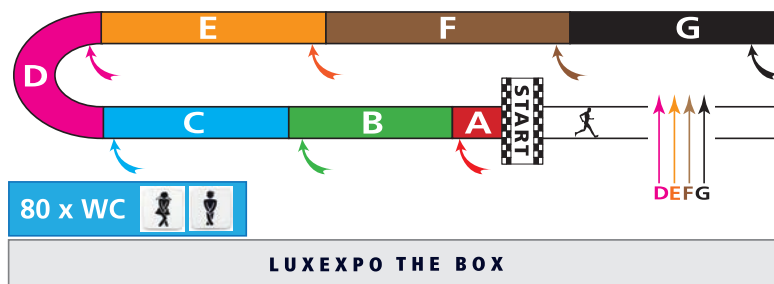 E F G
D
C B A START
DEFG
80 x WC
LUXEXPO THE BOX